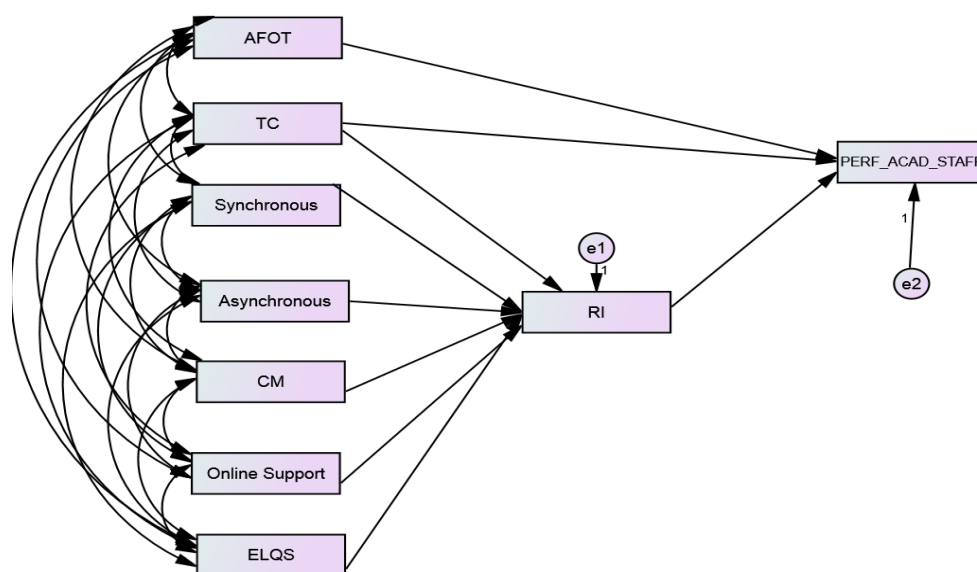 AFOT
TC
PERF_ACAD_STAFF
Synchronous
1
e1
1
e2
Asynchronous
RI
CM
Online Support
ELQS